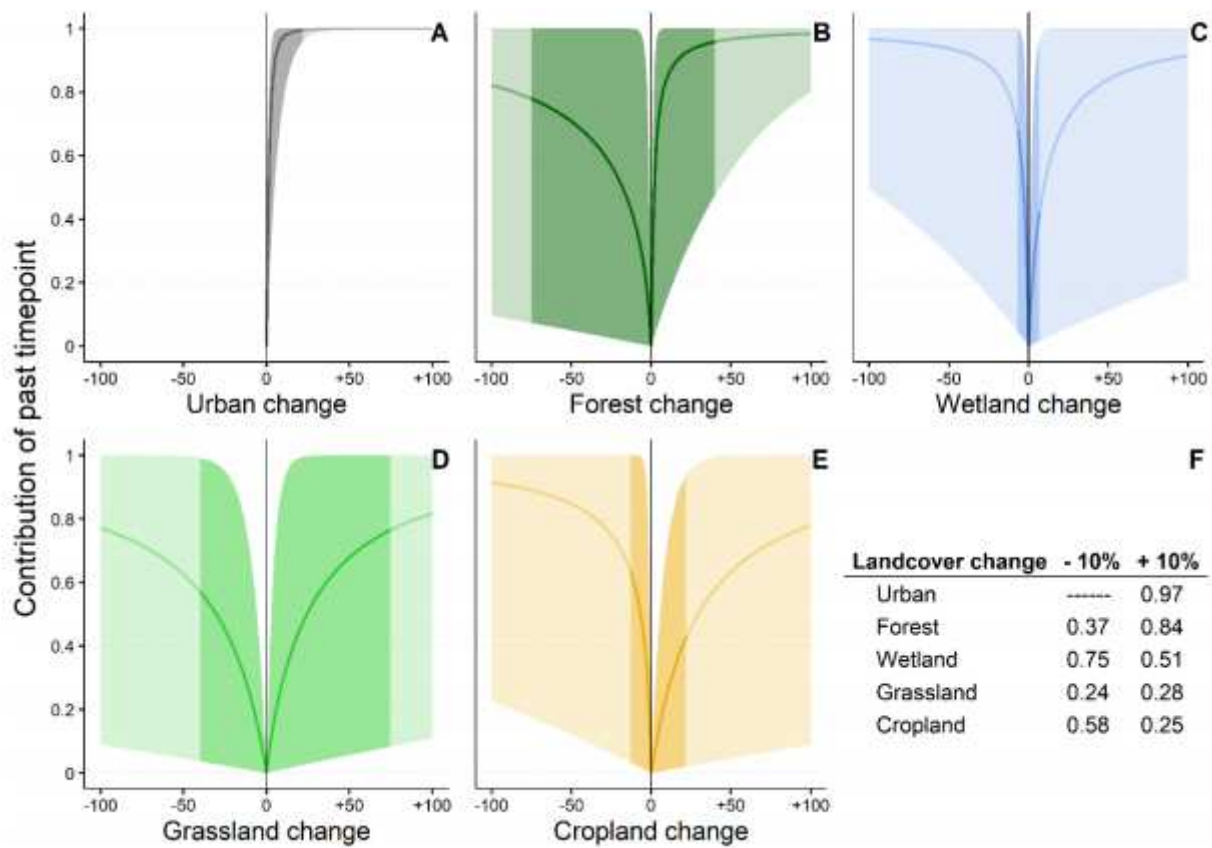 Contribution of past timepoint
A
1
0.8
0.6
0.4
0.2
0
-100 -50 0 +50 +100
Urban change
B
-100 -50 0 +50 +100
Forest change
C
-100 -50 0 +50 +100
Wetland change
D
1
0.8
0.6
0.4
0.2
0
-100 -50 0 +50 +100
Grassland change
E
-100 -50 0 +50 +100
Cropland change
F
Landcover change - 10% + 10%
Urban ------ 0.97
Forest 0.37 0.84
Wetland 0.75 0.51
Grassland 0.24 0.28
Cropland 0.58 0.25